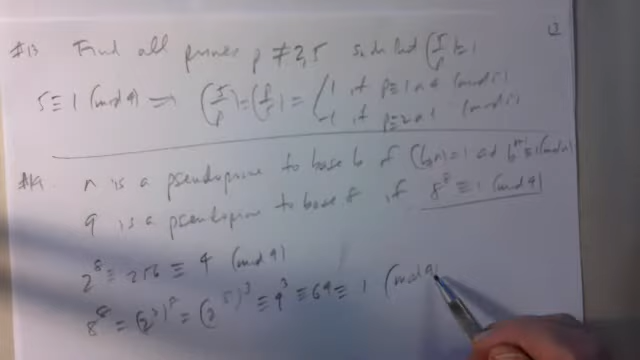 #13 Find all primes p ≠ 2,5 such that (5/p) = 1
5 ≡ 1 (mod 4) ⟹ (5/p) = (p/5) = { 1 if p ≡ 1 or 4 (mod 5)
-1 if p ≡ 2 or (mod 5)
#14. n is a pseudoprime to base b if (b,n)=1 and b^n-1 ≡ 1 (mod n)
9 is a pseudoprime to base 8 if 8^8 ≡ 1 (mod 9)
2^8 ≡ 256 ≡ 4 (mod 9)
8^8 = (2^3)^8 = (2^8)^3 ≡ 4^3 ≡ 64 ≡ 1 (mod 9)